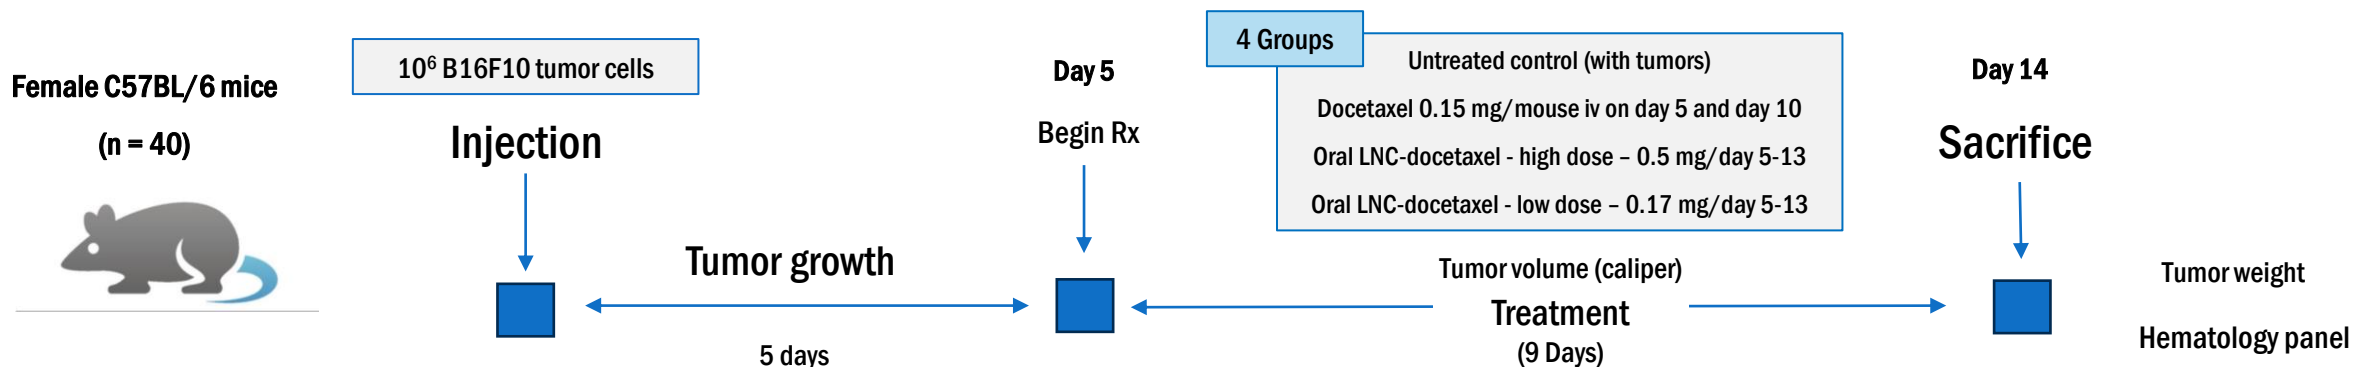 Female C57BL/6 mice
(n = 40)
10⁶ B16F10 tumor cells
Injection
Tumor growth
5 days
Day 5
Begin Rx
4 Groups
Untreated control (with tumors)
Docetaxel 0.15 mg/mouse iv on day 5 and day 10
Oral LNC-docetaxel - high dose – 0.5 mg/day 5-13
Oral LNC-docetaxel - low dose – 0.17 mg/day 5-13
Tumor volume (caliper)
Treatment
(9 Days)
Day 14
Sacrifice
Tumor weight
Hematology panel